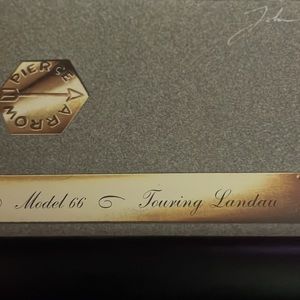 PIERCE
ARROW
Model 66 Touring Landau